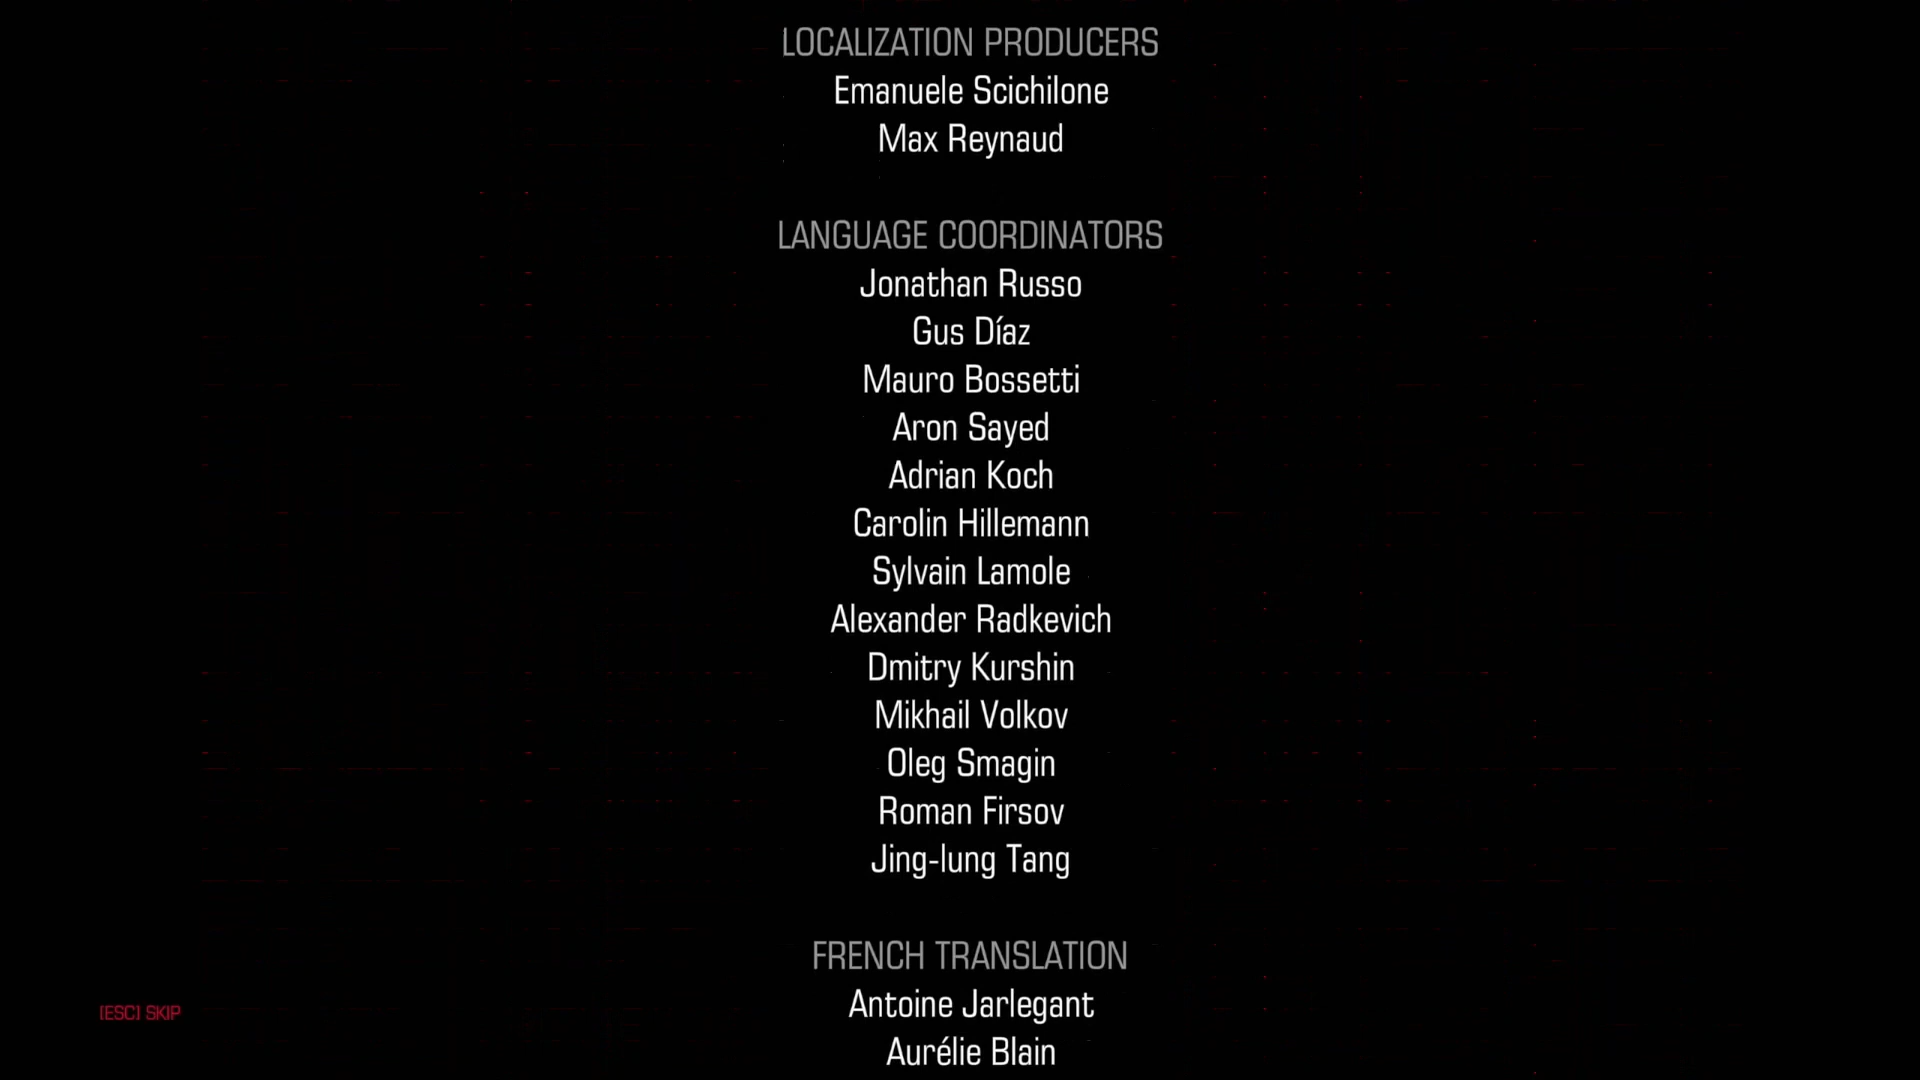 LOCALIZATION PRODUCERS
Emanuele Scichilone
Max Reynaud
LANGUAGE COORDINATORS
Jonathan Russo
Gus Díaz
Mauro Bossetti
Aron Sayed
Adrian Koch
Carolin Hillemann
Sylvain Lamole
Alexander Radkevich
Dmitry Kurshin
Mikhail Volkov
Oleg Smagin
Roman Firsov
Jing-lung Tang
FRENCH TRANSLATION
Antoine Jarlegant
[ESC] SKIP
Aurélie Blain